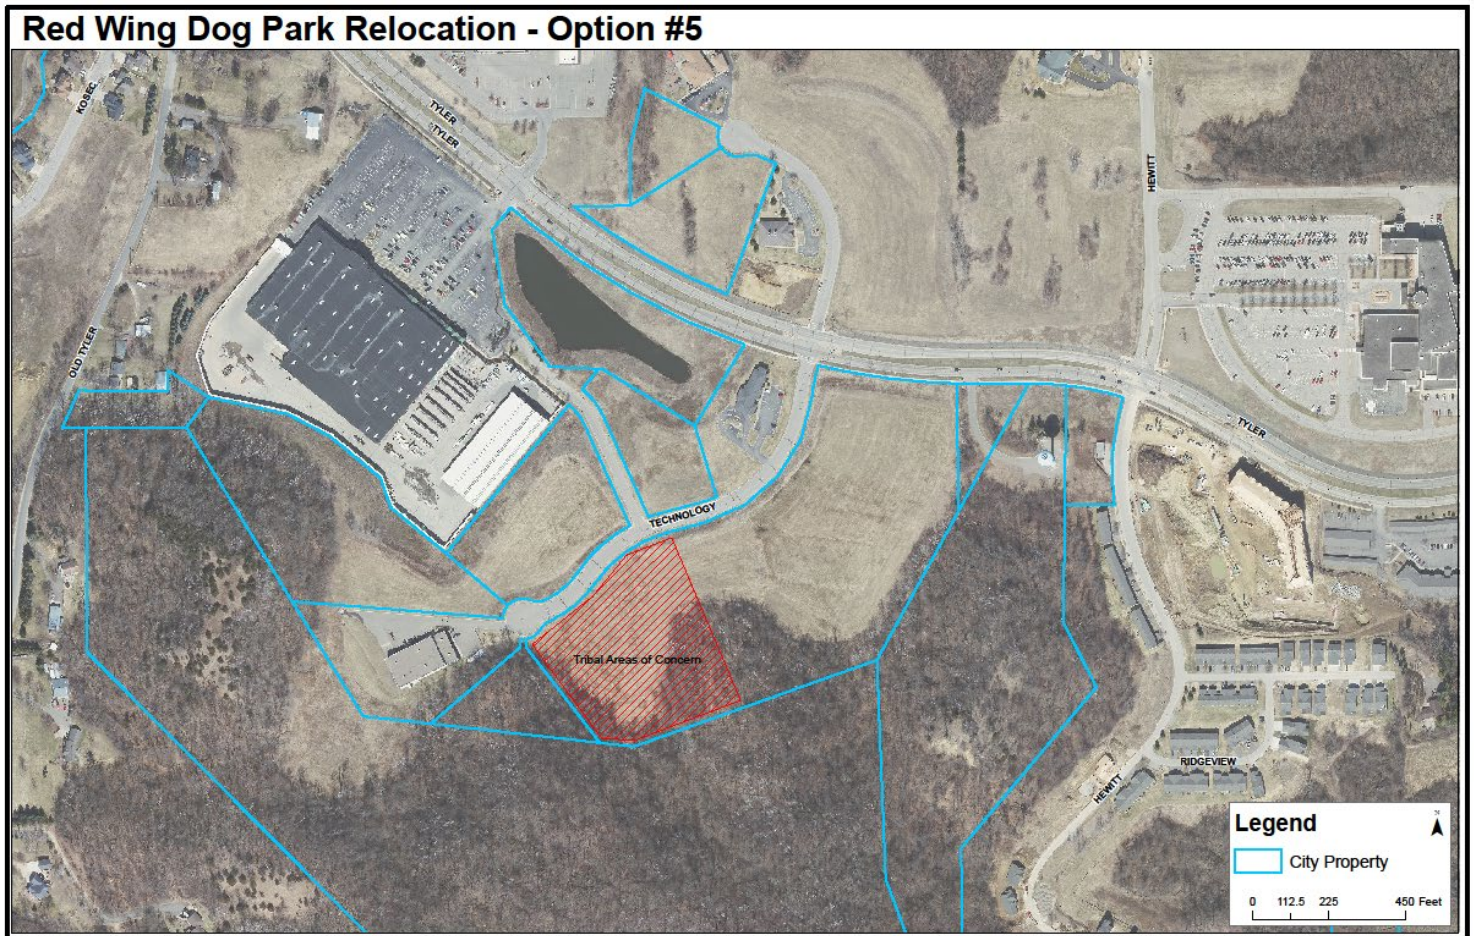 Red Wing Dog Park Relocation - Option #5
KOSEC
TYLER
TYLER
HEWITT
OLD TYLER
TYLER
TECHNOLOGY
Tribal Areas of Concern
RIDGEVIEW
HEWITT
Legend
N
City Property
0 112.5 225 450 Feet